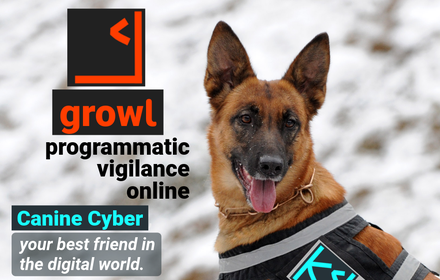 growl
programmatic
vigilance
online
Canine Cyber
your best friend in
the digital world.